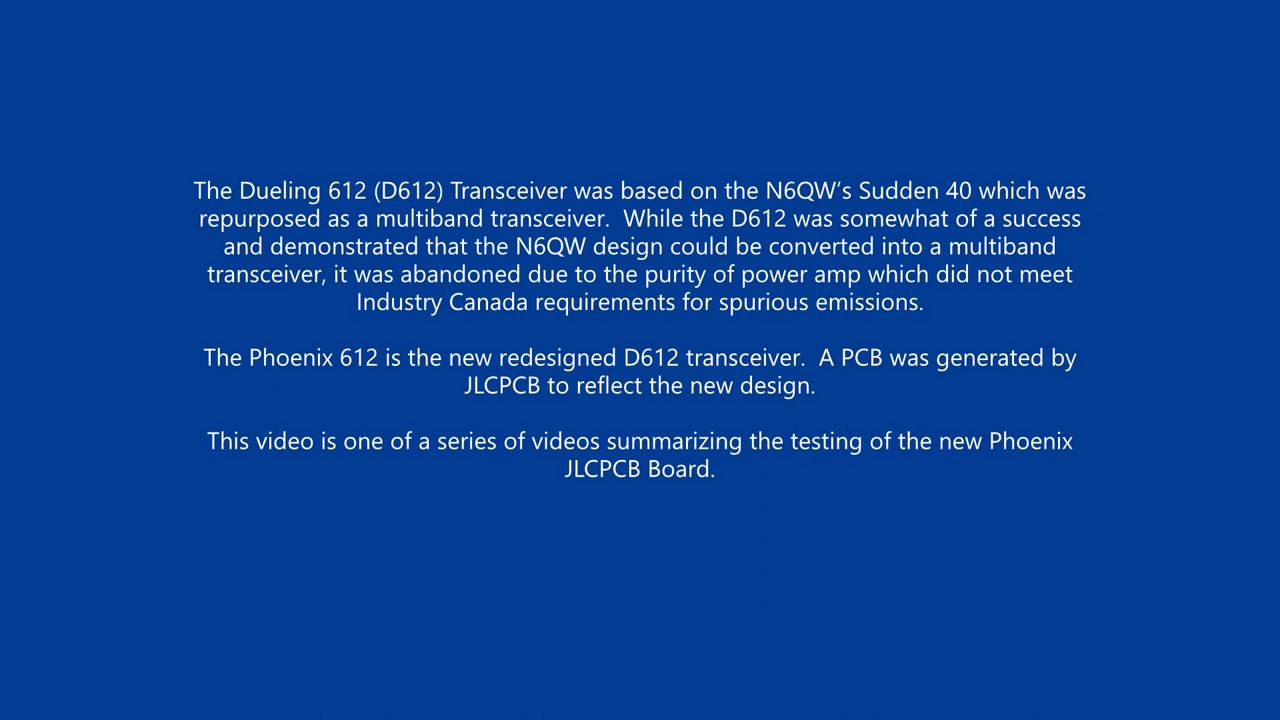 The Dueling 612 (D612) Transceiver was based on the N6QW’s Sudden 40 which was
repurposed as a multiband transceiver.  While the D612 was somewhat of a success
and demonstrated that the N6QW design could be converted into a multiband
transceiver, it was abandoned due to the purity of power amp which did not meet
Industry Canada requirements for spurious emissions.
The Phoenix 612 is the new redesigned D612 transceiver.  A PCB was generated by
JLCPCB to reflect the new design.
This video is one of a series of videos summarizing the testing of the new Phoenix
JLCPCB Board.